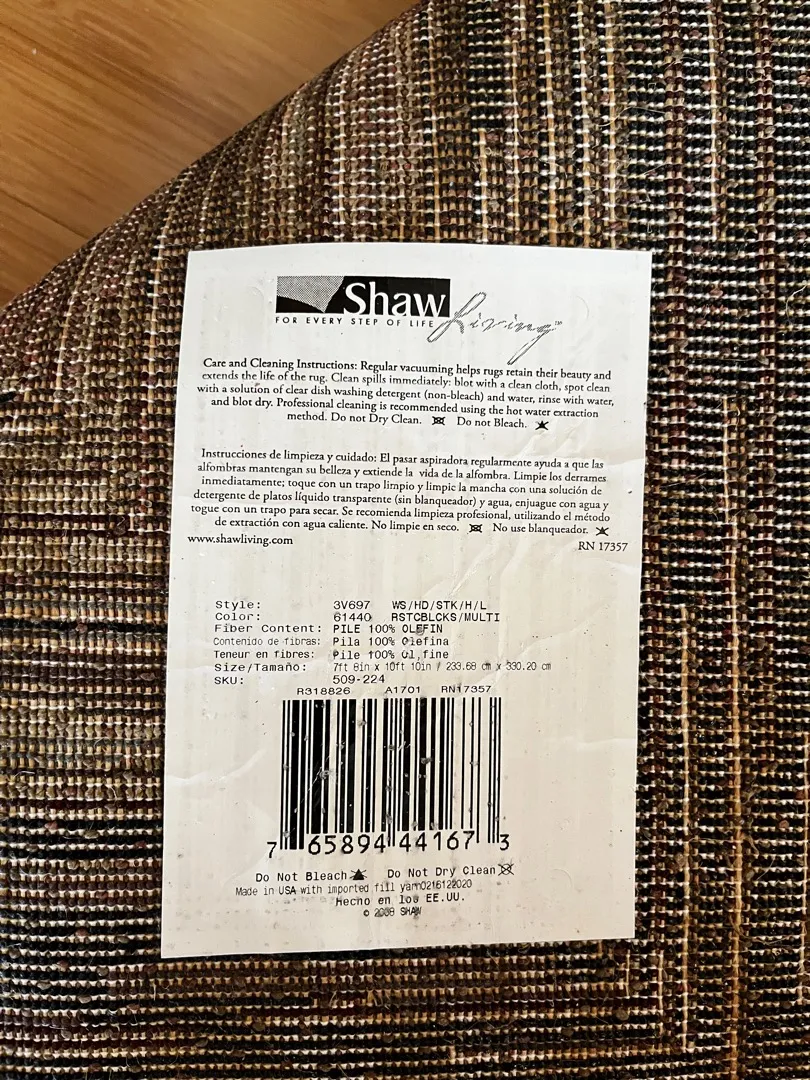 Shaw
Living™
FOR EVERY STEP OF LIFE
Care and Cleaning Instructions: Regular vacuuming helps rugs retain their beauty and
extends the life of the rug. Clean spills immediately: blot with a clean cloth, spot clean
with a solution of clear dish washing detergent (non-bleach) and water, rinse with water,
and blot dry. Professional cleaning is recommended using the hot water extraction
method. Do not Dry Clean. Do not Bleach.
Instrucciones de limpieza y cuidado: El pasar aspiradora regularmente ayuda a que las
alfombras mantengan su belleza y extiende la vida de la alfombra. Limpie los derrames
inmediatamente; toque con un trapo limpio y limpie la mancha con una solución de
detergente de platos líquido transparente (sin blanqueador) y agua, enjuague con agua y
togue con un trapo para secar. Se recomienda limpieza profesional, utilizando el método
de extracción con agua caliente. No limpie en seco. No use blanqueador.
www.shawliving.com
RN 17357
Style: 3V697 WS/HD/STK/H/L
Color: 61440 RSTCBLCKS/MULTI
Fiber Content: PILE 100% OLEFIN
Contenido de fibras: Pila 100% Olefina
Teneur en fibres: Pile 100% Ol,fine
Size/Tamaño: 7ft 8in x 10ft 10in / 233.68 cm x 330.20 cm
SKU: 509-224
R318826 A1701 RN17357
7 65894 44167 3
Do Not Bleach Do Not Dry Clean
Made in USA with imported fill yarn0216122020
Hecho en los EE.UU.
© SHAW